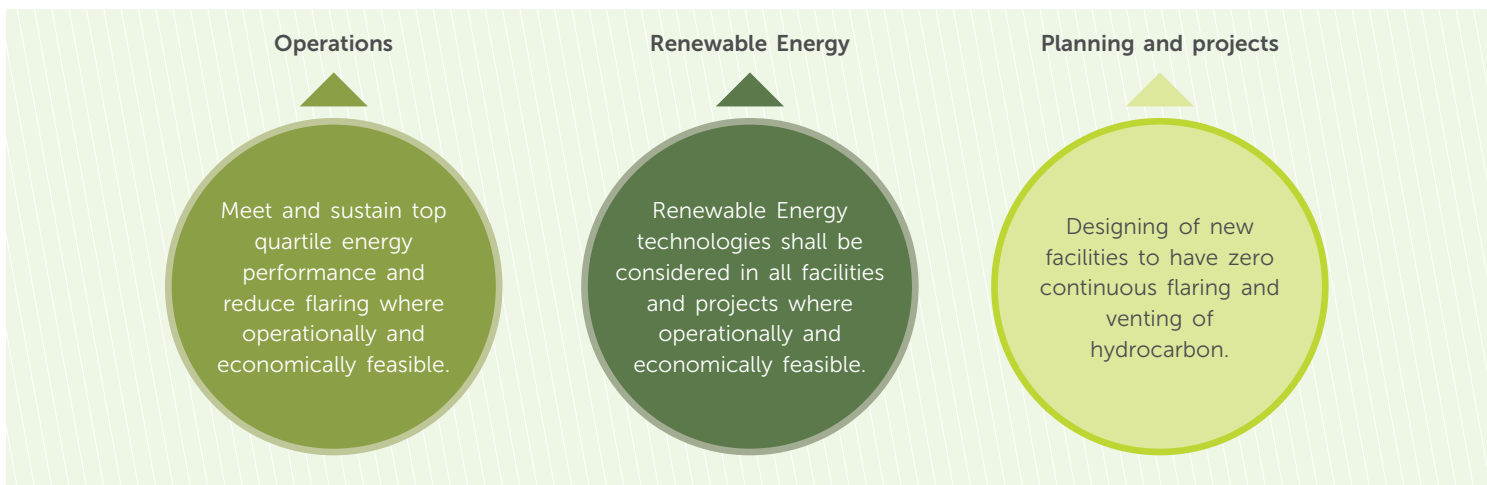 Operations
Meet and sustain top
quartile energy
performance and
reduce flaring where
operationally and
economically feasible.
Renewable Energy
Renewable Energy
technologies shall be
considered in all facilities
and projects where
operationally and
economically feasible.
Planning and projects
Designing of new
facilities to have zero
continuous flaring and
venting of
hydrocarbon.